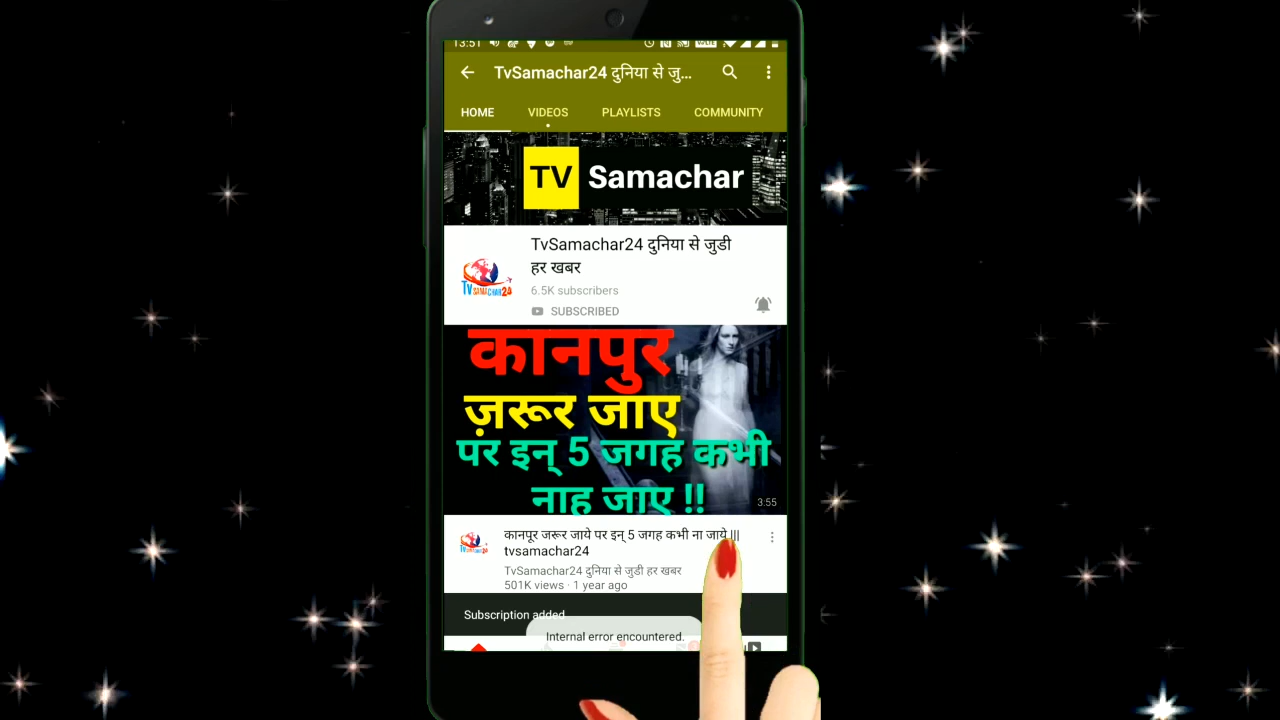 13:51
TvSamachar24 दुनिया से जु...
HOME VIDEOS PLAYLISTS COMMUNITY
TV Samachar
TvSamachar24 दुनिया से जुडी
हर खबर
6.5K subscribers
SUBSCRIBED
TV SAMACHAR24
कानपुर
ज़रूर जाए
पर इन् 5 जगह कभी
नाह जाए !!
3:55
कानपूर जरूर जाये पर इन् 5 जगह कभी ना जाये |||
tvsamachar24
TvSamachar24 दुनिया से जुडी हर खबर
501K views · 1 year ago
Subscription added
Internal error encountered.